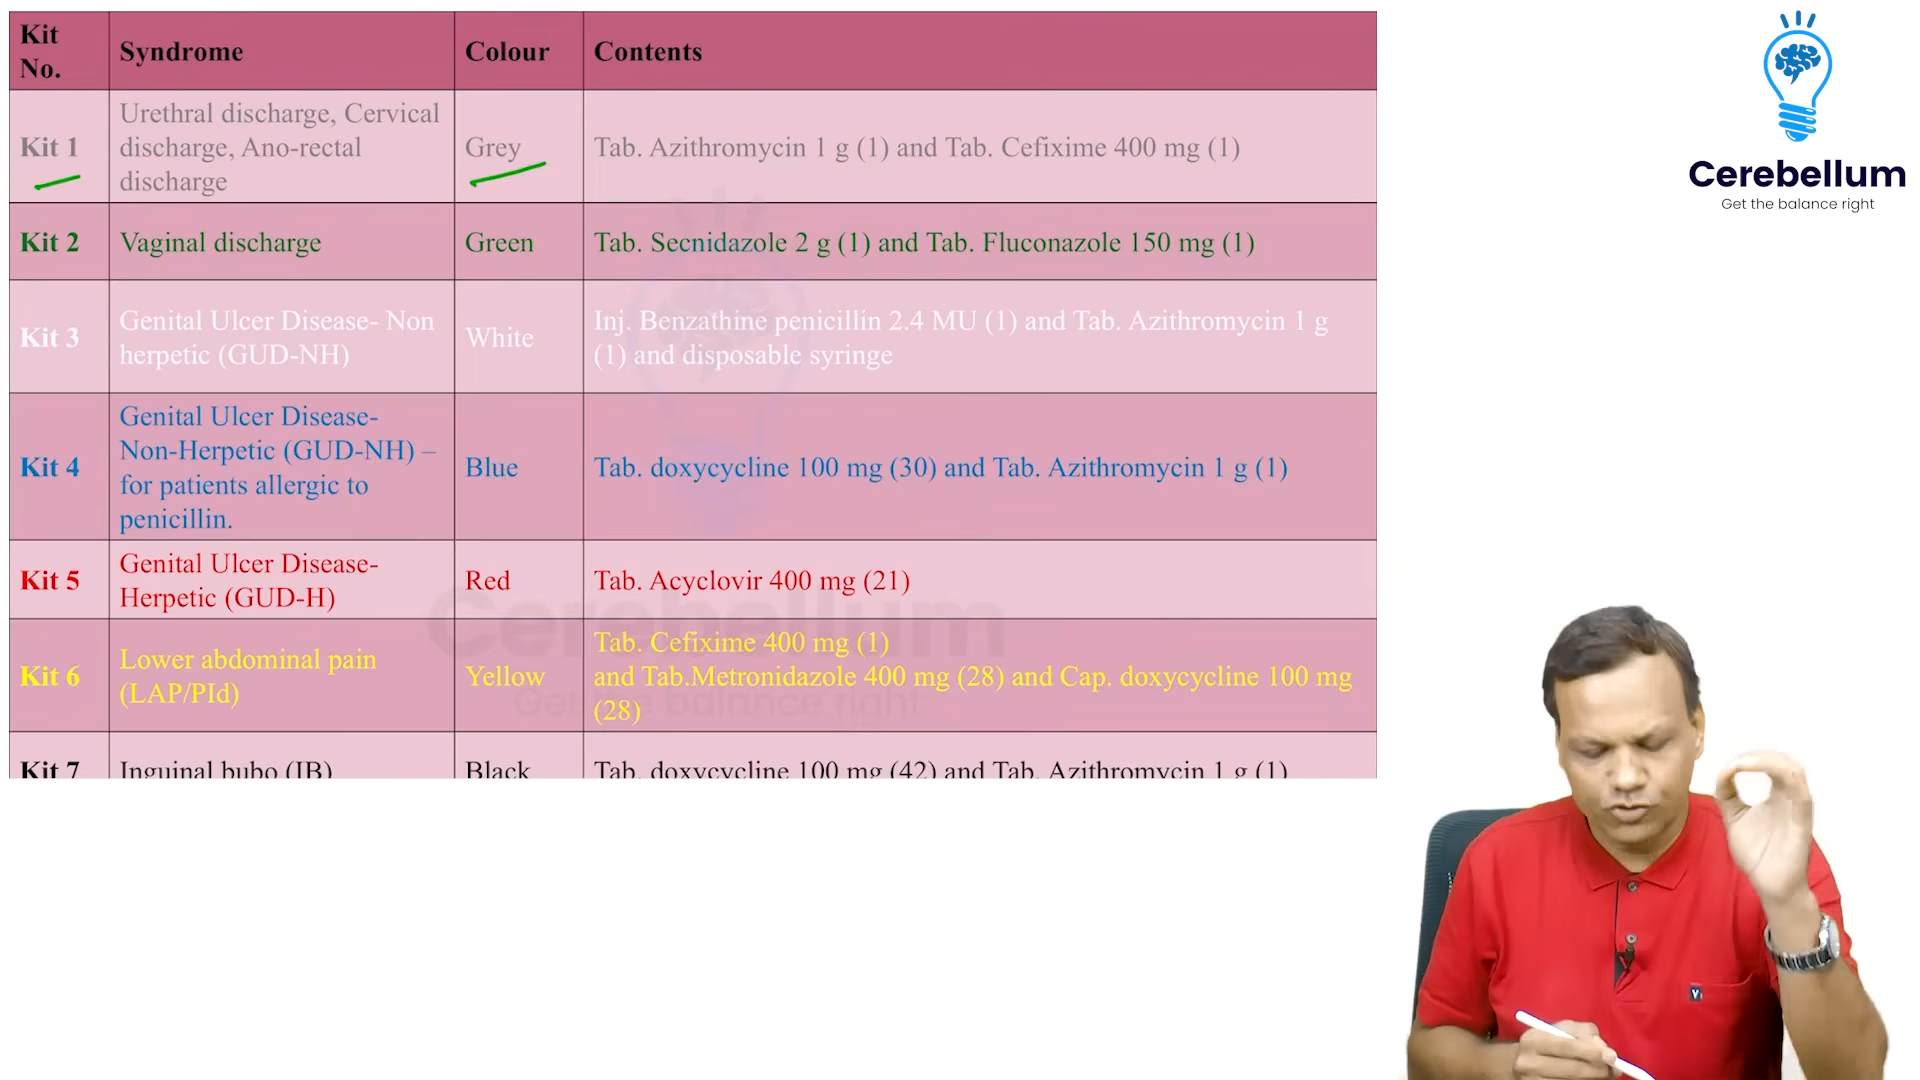 Kit
No.
Syndrome
Colour
Contents
Kit 1
Urethral discharge, Cervical
discharge, Ano-rectal
discharge
Grey
Tab. Azithromycin 1 g (1) and Tab. Cefixime 400 mg (1)
Kit 2
Vaginal discharge
Green
Tab. Secnidazole 2 g (1) and Tab. Fluconazole 150 mg (1)
Kit 3
Genital Ulcer Disease- Non
herpetic (GUD-NH)
White
Inj. Benzathine penicillin 2.4 MU (1) and Tab. Azithromycin 1 g
(1) and disposable syringe
Kit 4
Genital Ulcer Disease-
Non-Herpetic (GUD-NH) –
for patients allergic to
penicillin.
Blue
Tab. doxycycline 100 mg (30) and Tab. Azithromycin 1 g (1)
Kit 5
Genital Ulcer Disease-
Herpetic (GUD-H)
Red
Tab. Acyclovir 400 mg (21)
Kit 6
Lower abdominal pain
(LAP/PId)
Yellow
Tab. Cefixime 400 mg (1)
and Tab.Metronidazole 400 mg (28) and Cap. doxycycline 100 mg
(28)
Kit 7
Inguinal bubo (IB)
Black
Tab. doxycycline 100 mg (42) and Tab. Azithromycin 1 g (1)
Cerebellum
Get the balance right
Cerebellum
Get the balance right